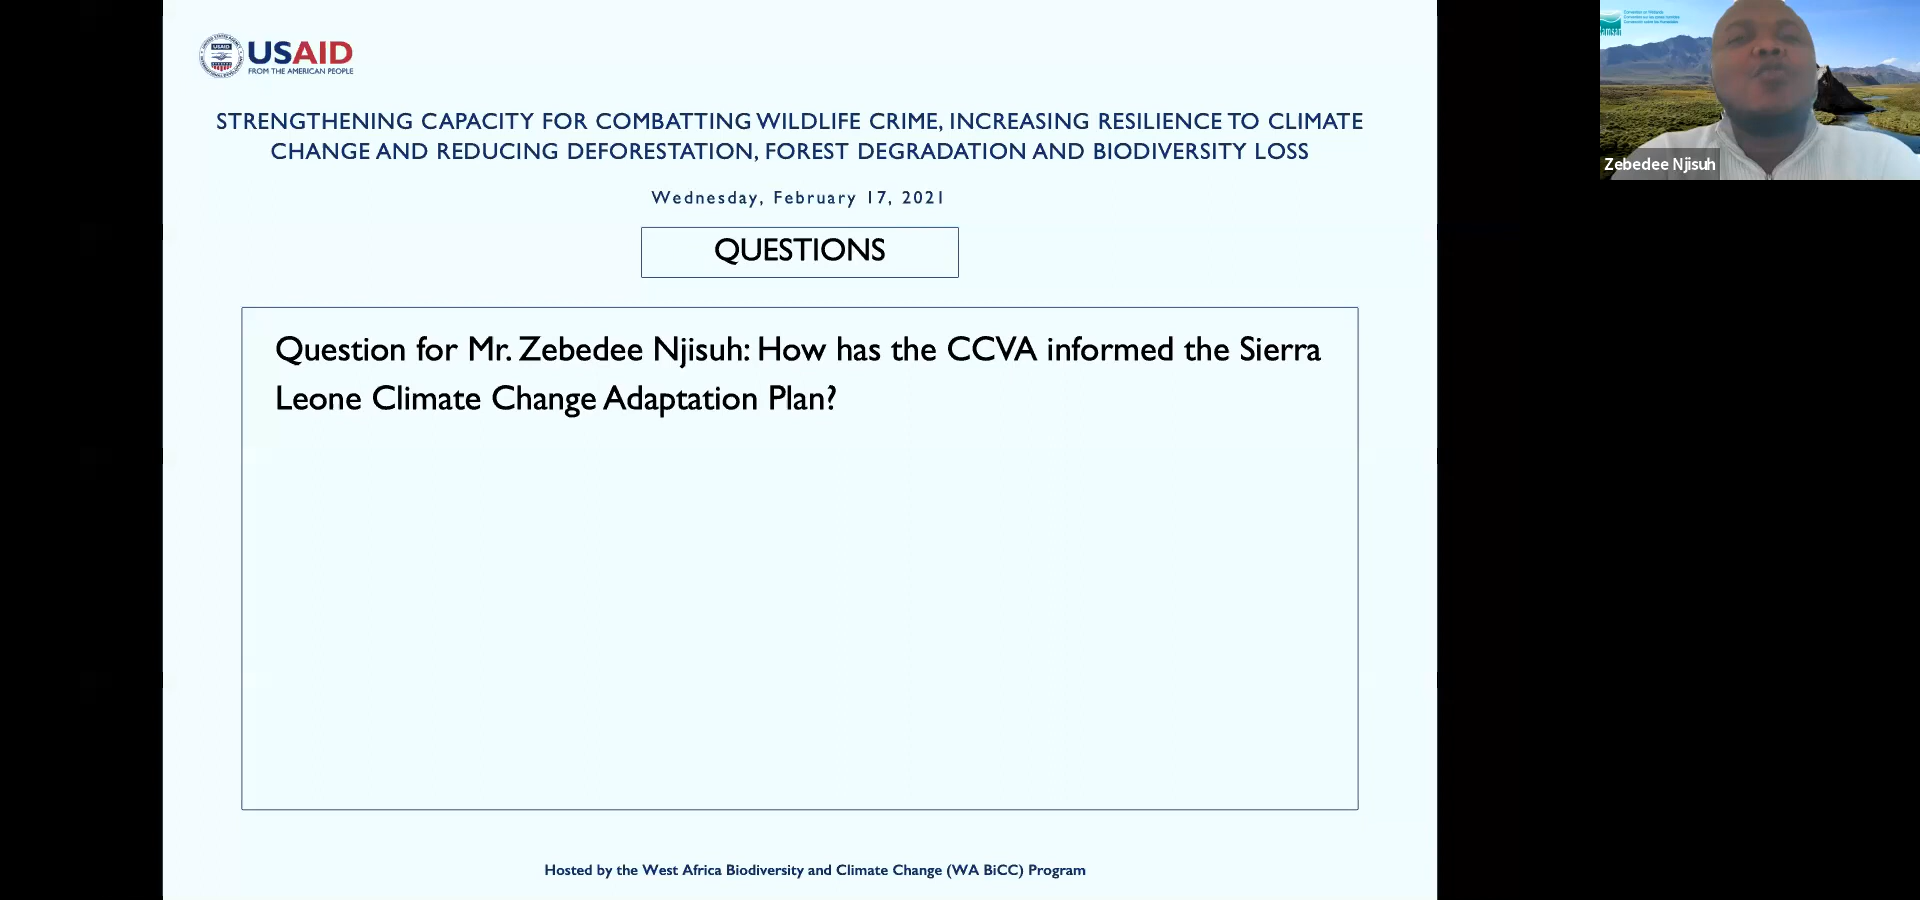 USAID
FROM THE AMERICAN PEOPLE
STRENGTHENING CAPACITY FOR COMBATTING WILDLIFE CRIME, INCREASING RESILIENCE TO CLIMATE
CHANGE AND REDUCING DEFORESTATION, FOREST DEGRADATION AND BIODIVERSITY LOSS
Wednesday, February 17, 2021
QUESTIONS
Question for Mr. Zebedee Njisuh: How has the CCVA informed the Sierra
Leone Climate Change Adaptation Plan?
Hosted by the West Africa Biodiversity and Climate Change (WA BiCC) Program
Zebedee Njisuh